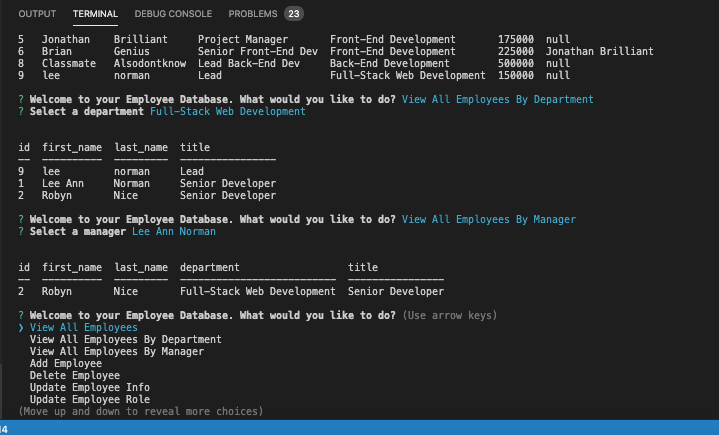 OUTPUT TERMINAL DEBUG CONSOLE PROBLEMS 23
5 Jonathan Brilliant Project Manager Front-End Development 175000 null
6 Brian Genius Senior Front-End Dev Front-End Development 225000 Jonathan Brilliant
8 Classmate Alsodontknow Lead Back-End Dev Back-End Development 500000 null
9 lee norman Lead Full-Stack Web Development 150000 null
? Welcome to your Employee Database. What would you like to do? View All Employees By Department
? Select a department Full-Stack Web Development
id first_name last_name title
-- ---------- --------- ----------------
9 lee norman Lead
1 Lee Ann Norman Senior Developer
2 Robyn Nice Senior Developer
? Welcome to your Employee Database. What would you like to do? View All Employees By Manager
? Select a manager Lee Ann Norman
id first_name last_name department title
-- ---------- --------- -------------------------- ----------------
2 Robyn Nice Full-Stack Web Development Senior Developer
? Welcome to your Employee Database. What would you like to do? (Use arrow keys)
❯ View All Employees
View All Employees By Department
View All Employees By Manager
Add Employee
Delete Employee
Update Employee Info
Update Employee Role
(Move up and down to reveal more choices)
14